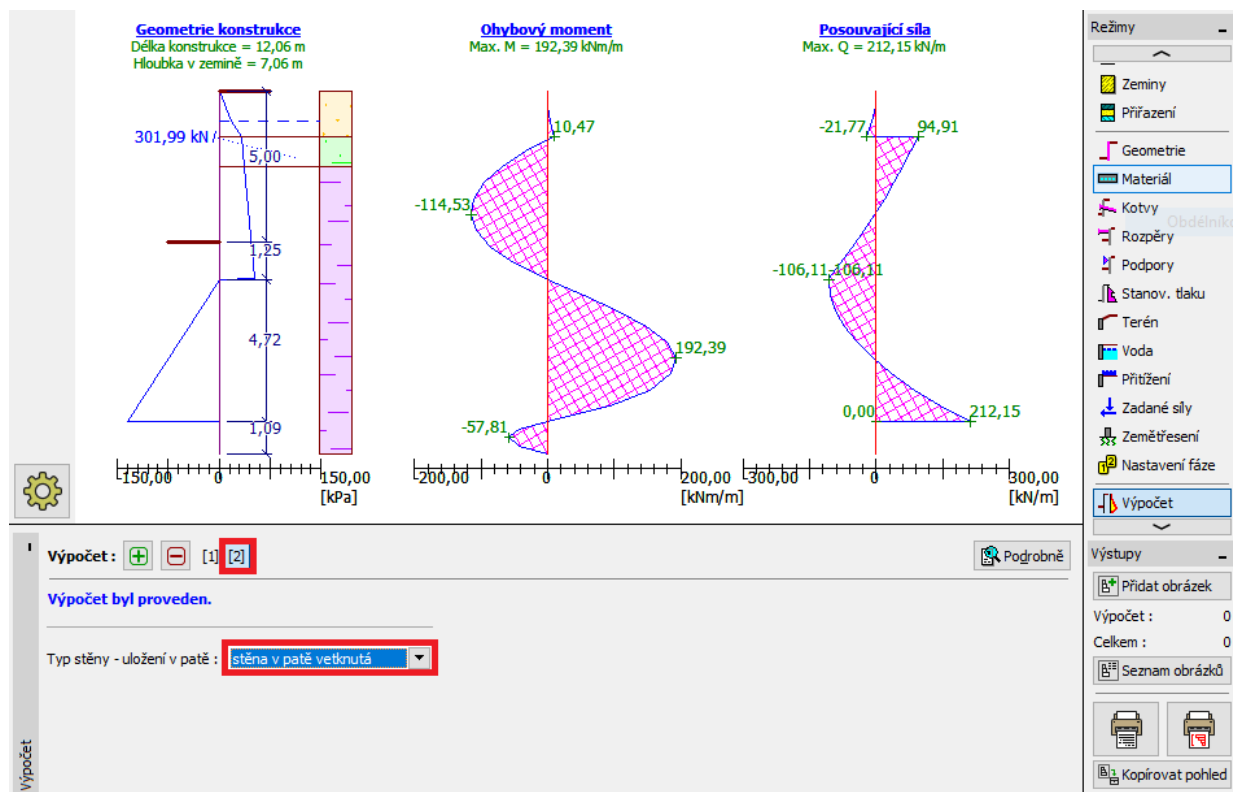 Geometrie konstrukce
Délka konstrukce = 12,06 m
Hloubka v zemině = 7,06 m
301,99 kN
5,00
1,25
4,72
1,09
-150,00
0
150,00
[kPa]
Ohybový moment
Max. M = 192,39 kNm/m
10,47
-114,53
192,39
-57,81
-200,00
0
200,00
[kNm/m]
Posouvající síla
Max. Q = 212,15 kN/m
-21,77
94,91
-106,11-106,11
0,00
212,15
-300,00
0
300,00
[kN/m]
Režimy
Zeminy
Přiřazení
Geometrie
Materiál
Kotvy
Obdélník
Rozpěry
Podpory
Stanov. tlaku
Terén
Voda
Přitížení
Zadané síly
Zemětřesení
Nastavení fáze
Výpočet
Výpočet : [1] [2]
Podrobně
Výpočet byl proveden.
Typ stěny - uložení v patě : stěna v patě vetknutá
Výpočet
Výstupy
Přidat obrázek
Výpočet : 0
Celkem : 0
Seznam obrázků
Kopírovat pohled